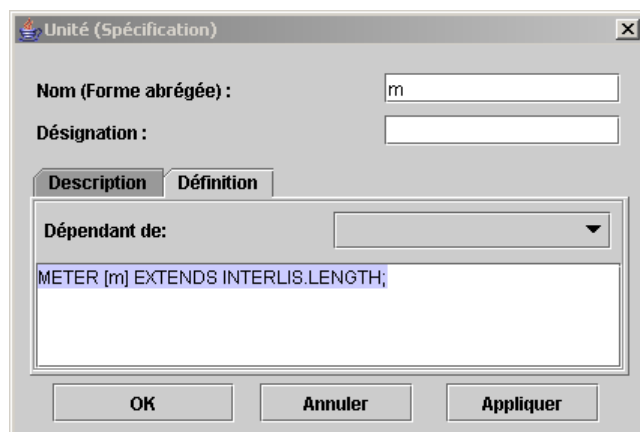 Unité (Spécification)
Nom (Forme abrégée) : m
Désignation :
Description Définition
Dépendant de:
METER [m] EXTENDS INTERLIS.LENGTH;
OK Annuler Appliquer